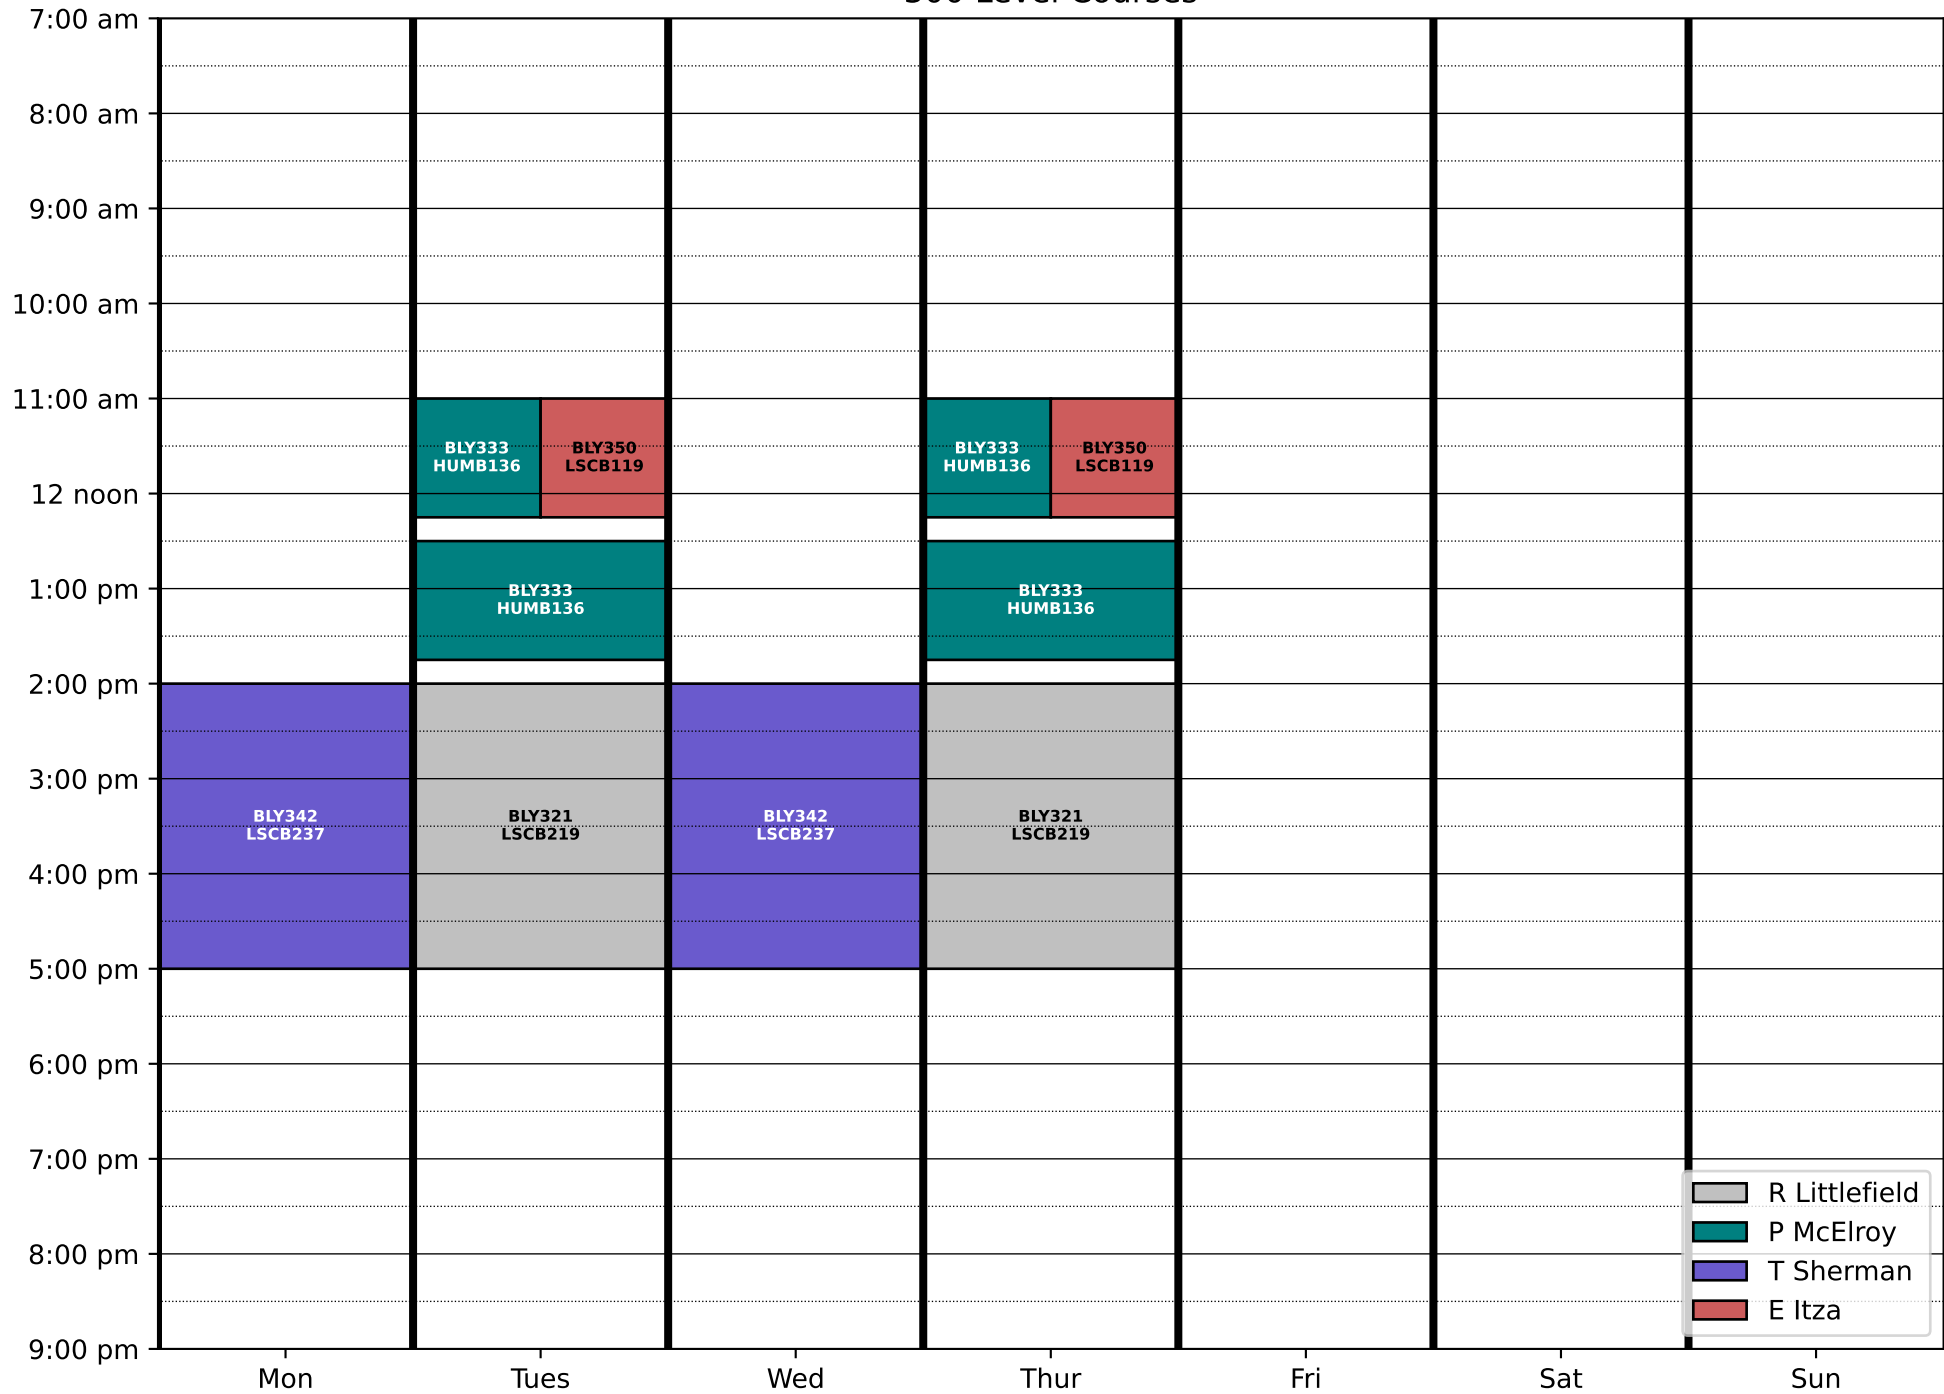 7:00 am
8:00 am
9:00 am
10:00 am
11:00 am
12 noon
1:00 pm
2:00 pm
3:00 pm
4:00 pm
5:00 pm
6:00 pm
7:00 pm
8:00 pm
9:00 pm
BLY333
HUMB136
BLY350
LSCB119
BLY333
HUMB136
BLY350
LSCB119
BLY333
HUMB136
BLY333
HUMB136
BLY342
LSCB237
BLY321
LSCB219
BLY342
LSCB237
BLY321
LSCB219
R Littlefield
P McElroy
T Sherman
E Itza
Mon
Tues
Wed
Thur
Fri
Sat
Sun